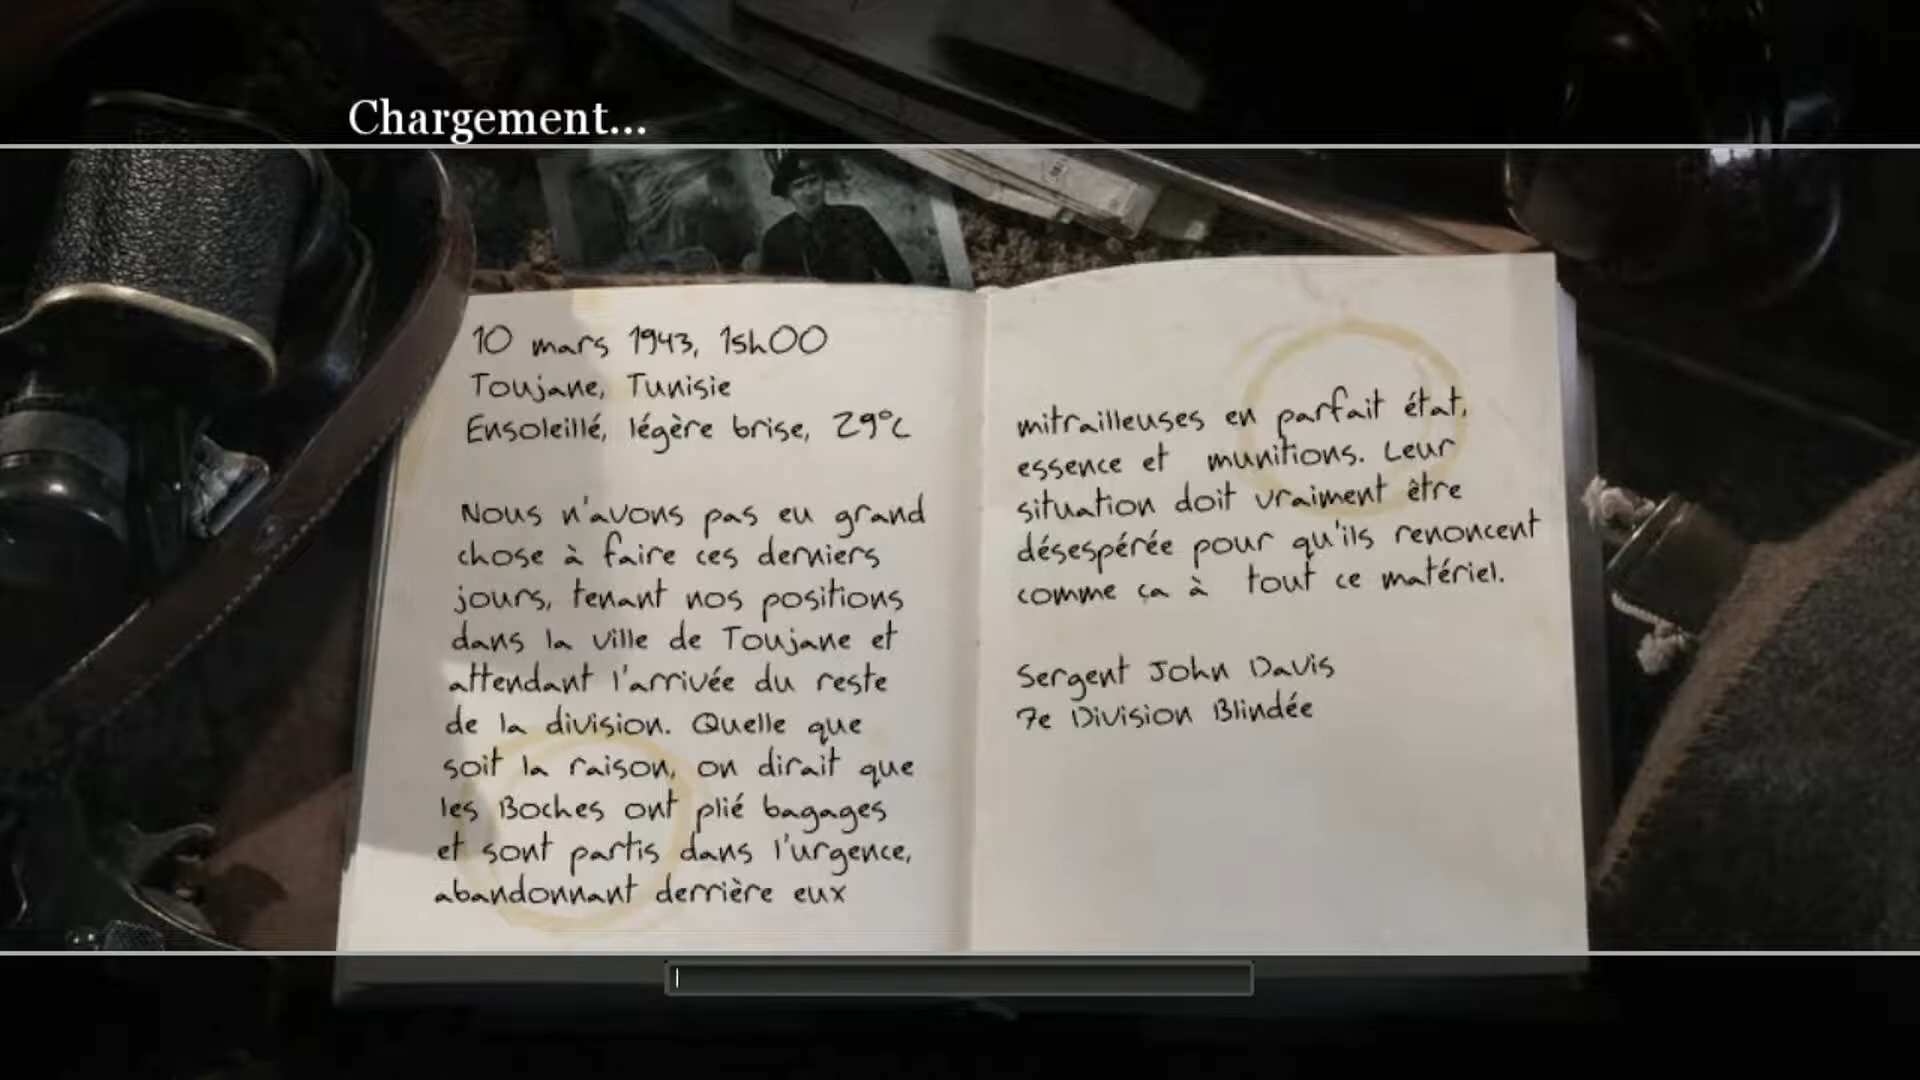 Chargement...
10 mars 1943, 15h00
Toujane, Tunisie
Ensoleillé, légère brise, 29°C
Nous n'avons pas eu grand
chose à faire ces derniers
jours, tenant nos positions
dans la ville de Toujane et
attendant l'arrivée du reste
de la division. Quelle que
soit la raison, on dirait que
les Boches ont plié bagages
et sont partis dans l'urgence,
abandonnant derrière eux
mitrailleuses en parfait état,
essence et munitions. Leur
situation doit vraiment être
désespérée pour qu'ils renoncent
comme ça à tout ce matériel.
Sergent John Davis
7e Division Blindée